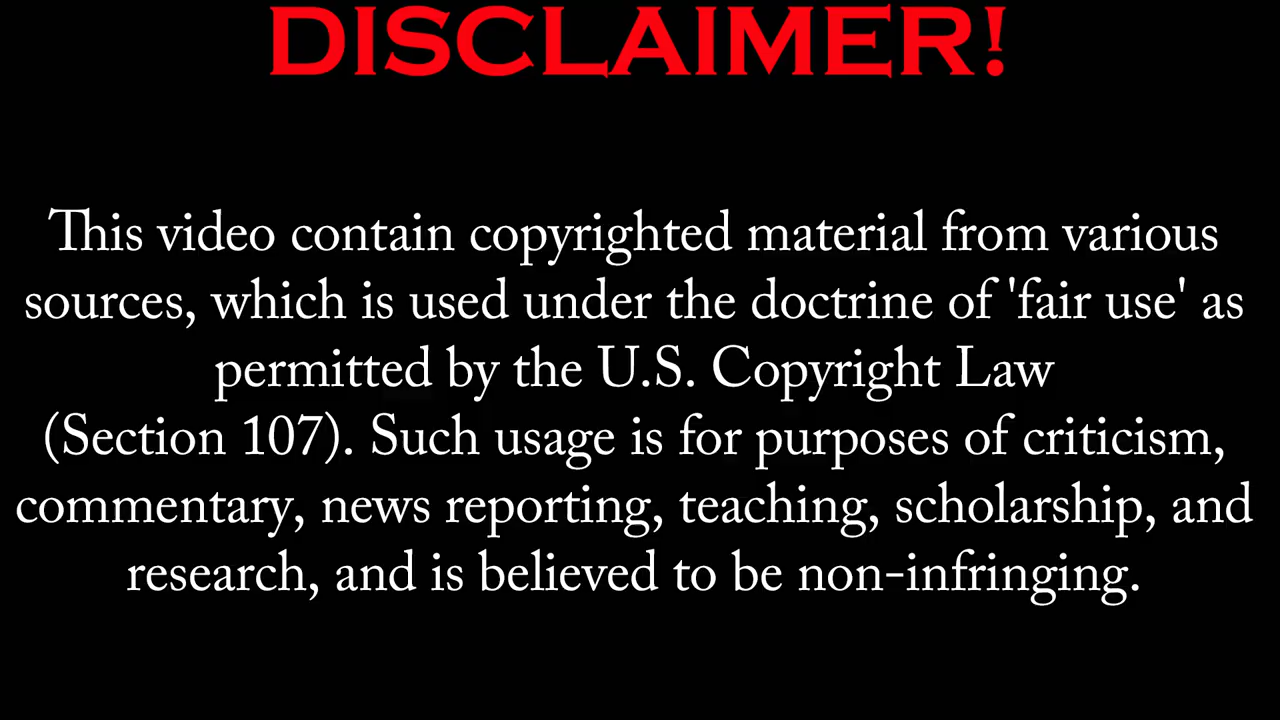 DISCLAIMER!
This video contain copyrighted material from various
sources, which is used under the doctrine of 'fair use' as
permitted by the U.S. Copyright Law
(Section 107). Such usage is for purposes of criticism,
commentary, news reporting, teaching, scholarship, and
research, and is believed to be non-infringing.